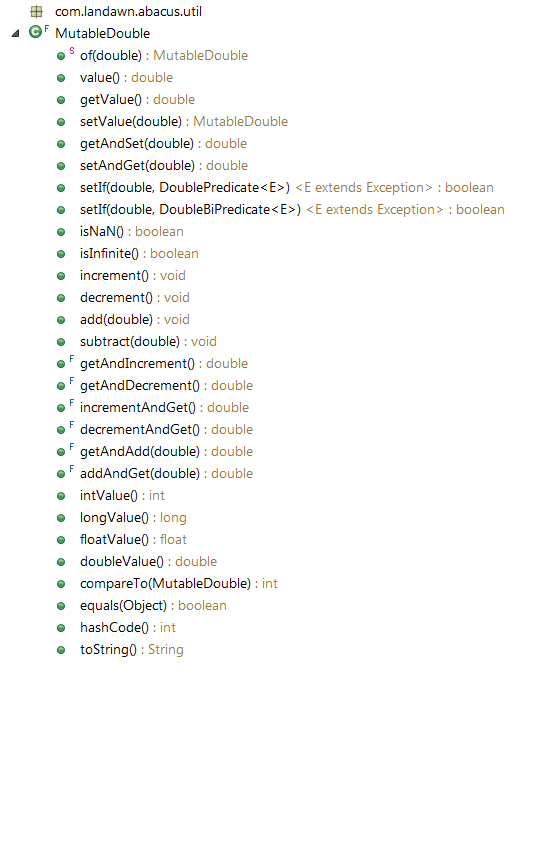 com.landawn.abacus.util
C F MutableDouble
S of(double) : MutableDouble
value() : double
getValue() : double
setValue(double) : MutableDouble
getAndSet(double) : double
setAndGet(double) : double
setIf(double, DoublePredicate<E>) <E extends Exception> : boolean
setIf(double, DoubleBiPredicate<E>) <E extends Exception> : boolean
isNaN() : boolean
isInfinite() : boolean
increment() : void
decrement() : void
add(double) : void
subtract(double) : void
F getAndIncrement() : double
F getAndDecrement() : double
F incrementAndGet() : double
F decrementAndGet() : double
F getAndAdd(double) : double
F addAndGet(double) : double
intValue() : int
longValue() : long
floatValue() : float
doubleValue() : double
compareTo(MutableDouble) : int
equals(Object) : boolean
hashCode() : int
toString() : String